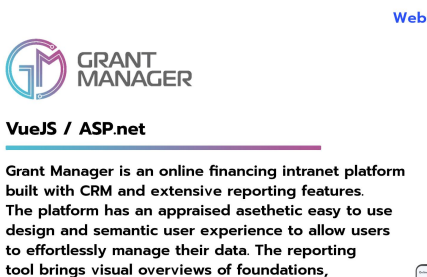 Web
GRANT
MANAGER
VueJS / ASP.net
Grant Manager is an online financing intranet platform
built with CRM and extensive reporting features.
The platform has an appraised asethetic easy to use
design and semantic user experience to allow users
to effortlessly manage their data. The reporting
tool brings visual overviews of foundations,